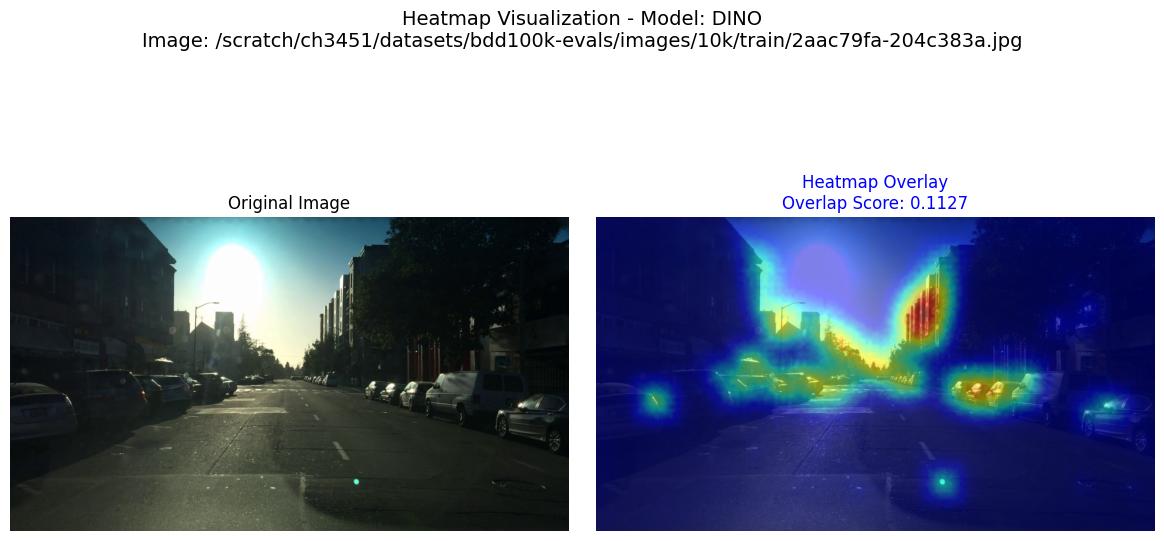 Heatmap Visualization - Model: DINO
Image: /scratch/ch3451/datasets/bdd100k-evals/images/10k/train/2aac79fa-204c383a.jpg
Original Image
Heatmap Overlay
Overlap Score: 0.1127